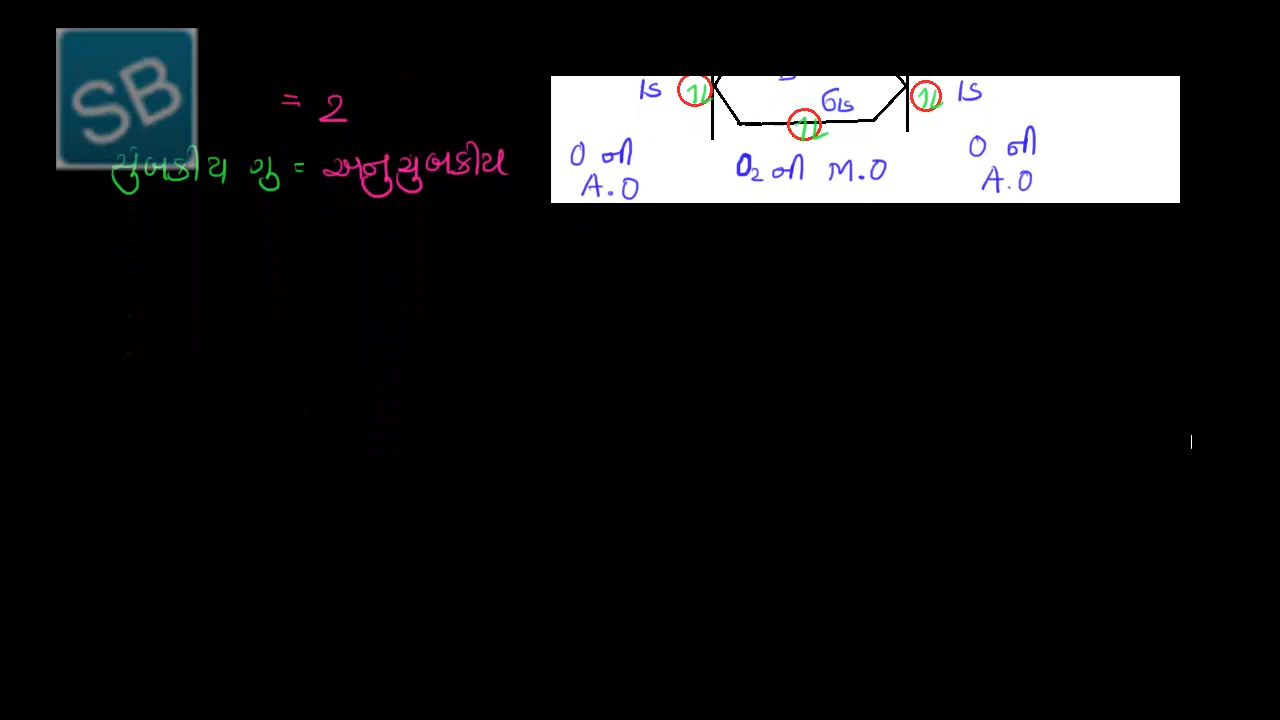 SB
= 2
ચુંબકીય ગુ = અનુચુબકીય
1s 1s
σ1s
O ની
A.O
O2 ની M.O
O ની
A.O